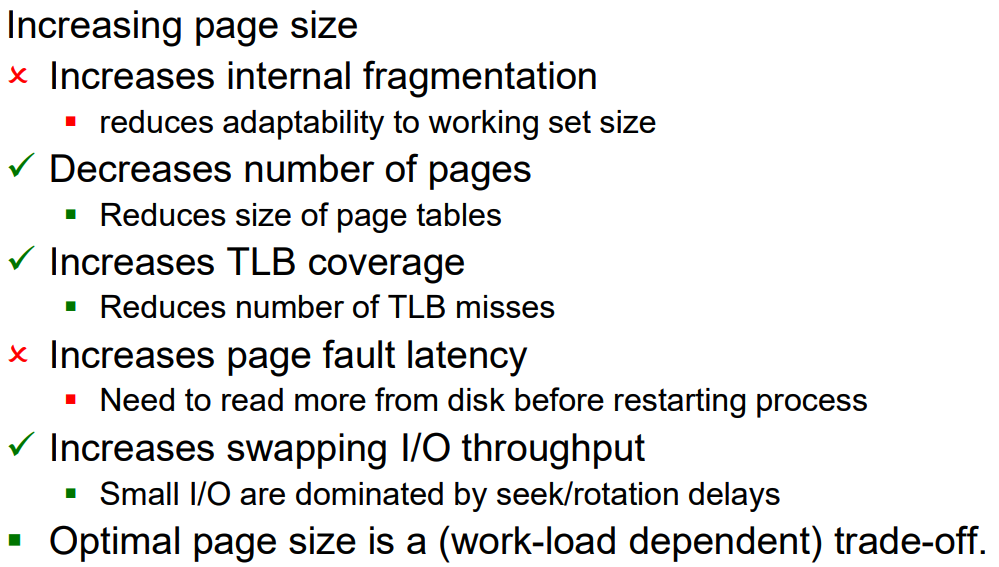 Increasing page size
Increases internal fragmentation
reduces adaptability to working set size
Decreases number of pages
Reduces size of page tables
Increases TLB coverage
Reduces number of TLB misses
Increases page fault latency
Need to read more from disk before restarting process
Increases swapping I/O throughput
Small I/O are dominated by seek/rotation delays
Optimal page size is a (work-load dependent) trade-off.